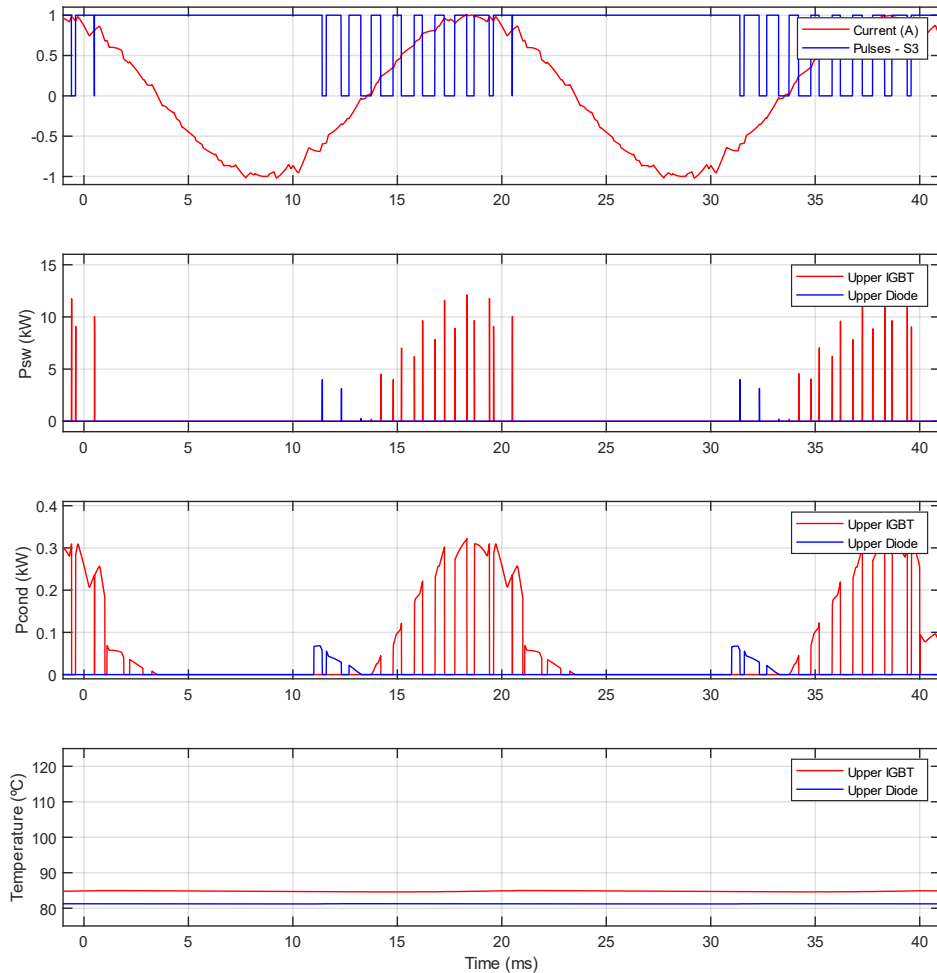 1
0.5
0
-0.5
-1
0 5 10 15 20 25 30 35 40
Current (A)
Pulses - S3
Psw (kW)
15
10
5
0
0 5 10 15 20 25 30 35 40
Upper IGBT
Upper Diode
Pcond (kW)
0.4
0.3
0.2
0.1
0
0 5 10 15 20 25 30 35 40
Upper IGBT
Upper Diode
Temperature (ºC)
120
110
100
90
80
0 5 10 15 20 25 30 35 40
Upper IGBT
Upper Diode
Time (ms)